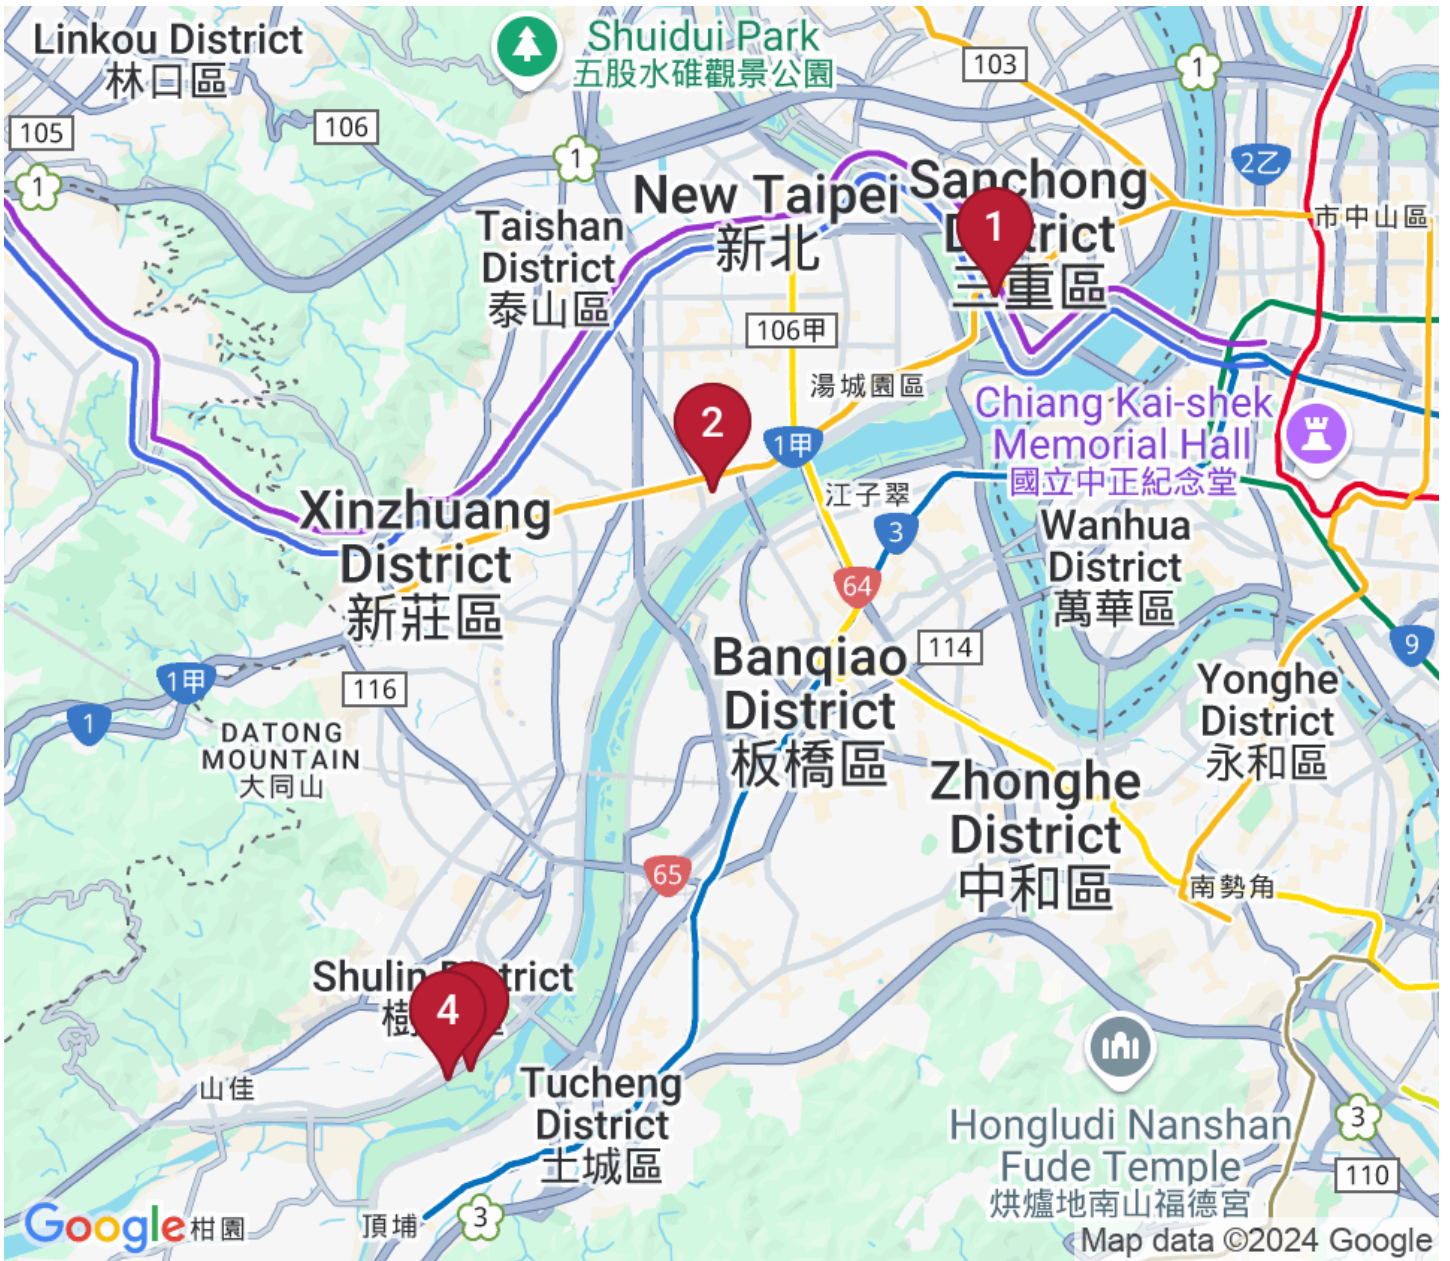 Linkou District
林口區
Shuidui Park
五股水碓觀景公園
103
1
105
106
1
2乙
1
New Taipei
新北
Sanchong
District
三重區
1
Taishan
District
泰山區
市中山區
106甲
湯城園區
Chiang Kai-shek
Memorial Hall
國立中正紀念堂
2
1甲
江子翠
3
Xinzhuang
District
新莊區
Wanhua
District
萬華區
64
114
9
Banqiao
District
板橋區
1甲
116
1
Yonghe
District
永和區
DATONG
MOUNTAIN
大同山
Zhonghe
District
中和區
65
南勢角
Shulin District
4
山佳
Tucheng
District
土城區
Hongludi Nanshan
Fude Temple
烘爐地南山福德宮
3
110
3
頂埔
Google
柑園
Map data ©2024 Google